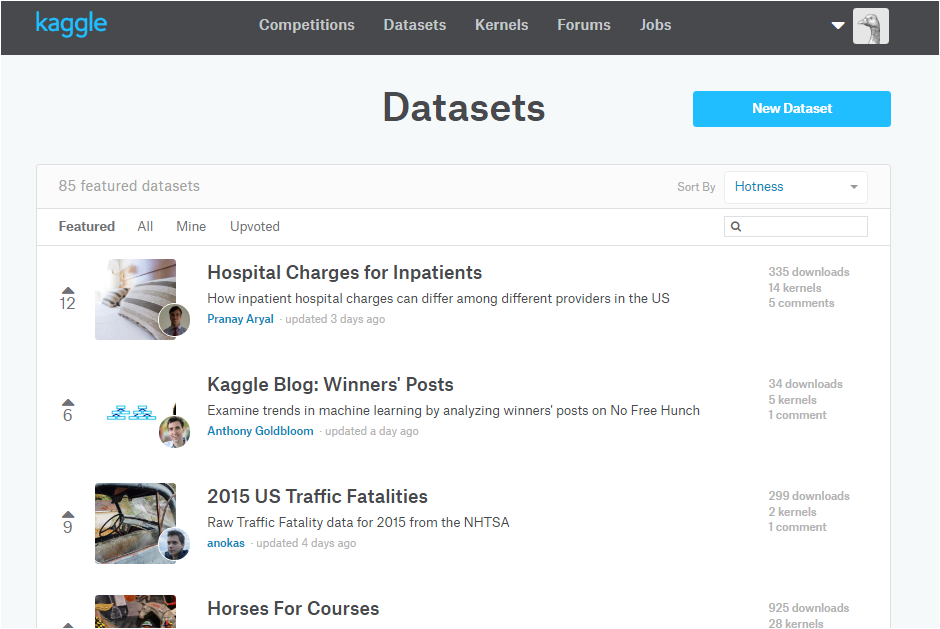 kaggle Competitions Datasets Kernels Forums Jobs
Datasets
New Dataset
85 featured datasets Sort By Hotness
Featured All Mine Upvoted
12
Hospital Charges for Inpatients
How inpatient hospital charges can differ among different providers in the US
Pranay Aryal · updated 3 days ago
335 downloads
14 kernels
5 comments
6
Kaggle Blog: Winners' Posts
Examine trends in machine learning by analyzing winners' posts on No Free Hunch
Anthony Goldbloom · updated a day ago
34 downloads
5 kernels
1 comment
9
2015 US Traffic Fatalities
Raw Traffic Fatality data for 2015 from the NHTSA
anokas · updated 4 days ago
299 downloads
2 kernels
1 comment
Horses For Courses
925 downloads
28 kernels